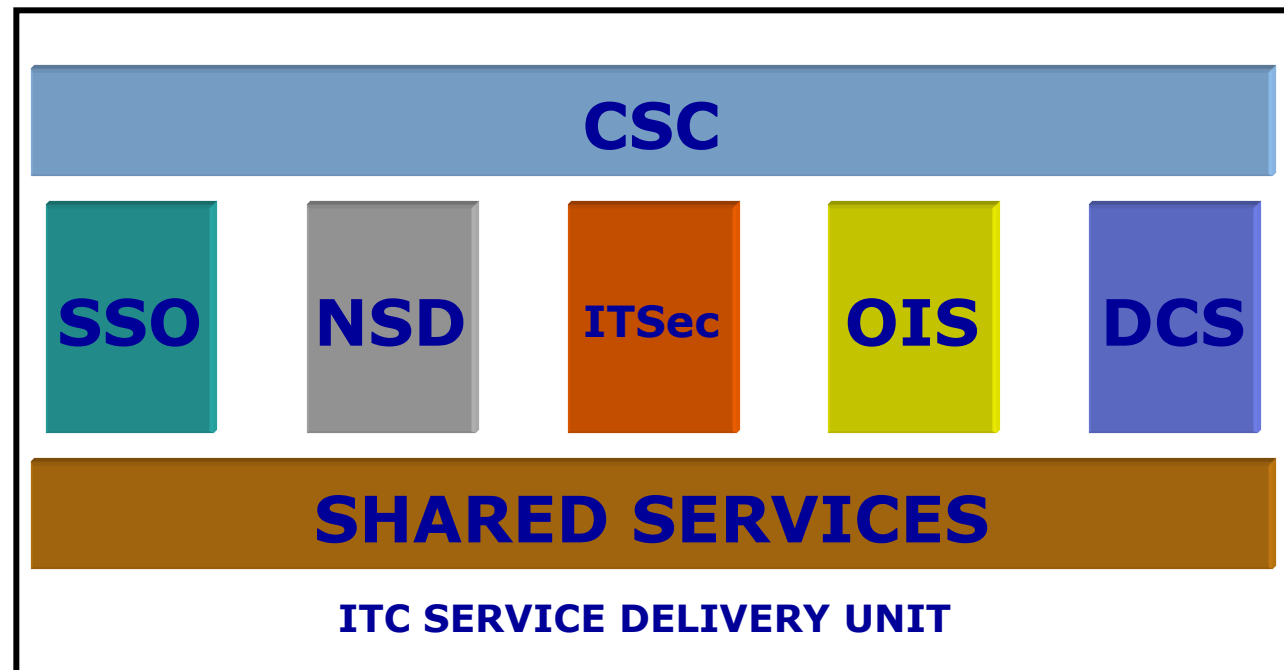 CSC
SSO NSD ITSec OIS DCS
SHARED SERVICES
ITC SERVICE DELIVERY UNIT